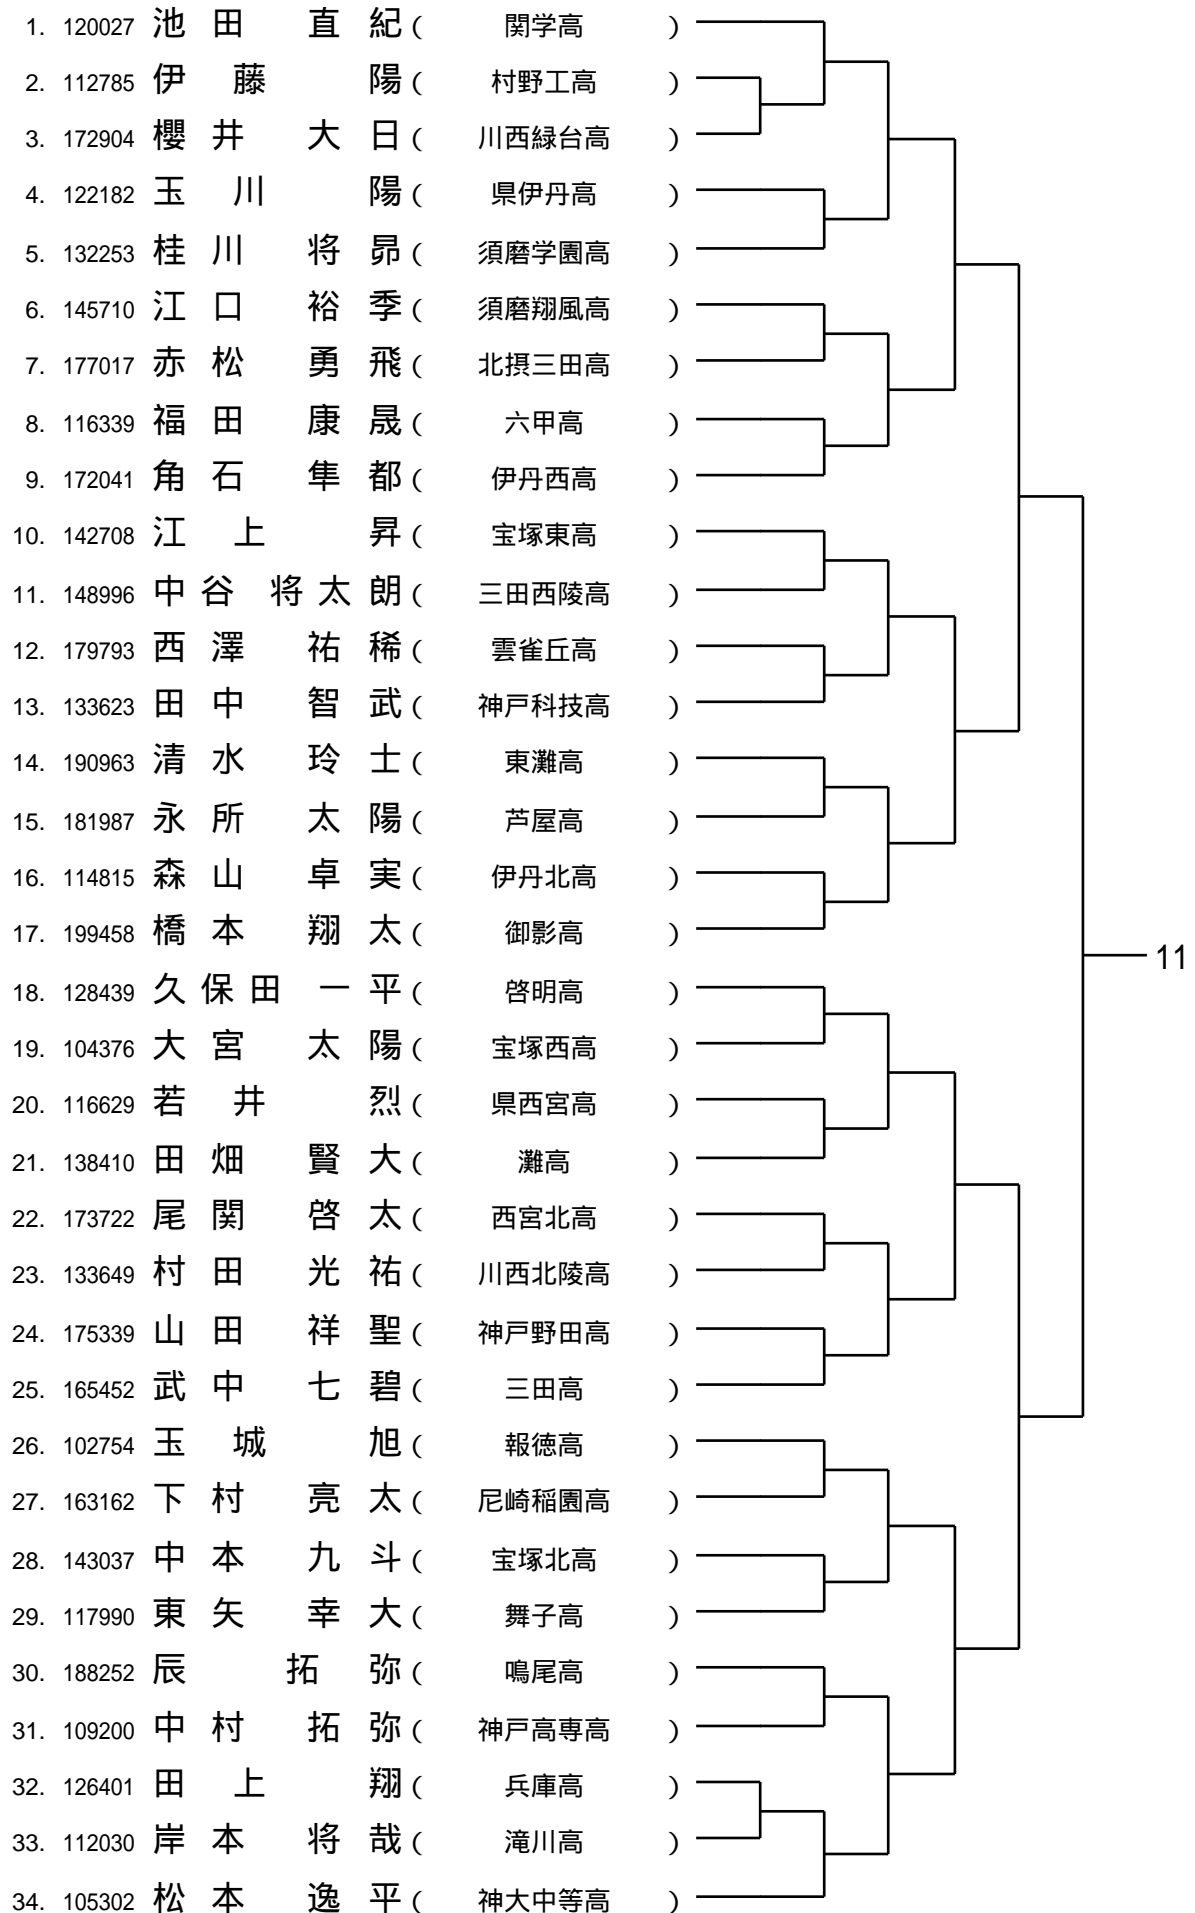 1. 120027 池田 直紀 ( 関学高 )
2. 112785 伊藤 陽 ( 村野工高 )
3. 172904 櫻井 大日 ( 川西緑台高 )
4. 122182 玉川 陽 ( 県伊丹高 )
5. 132253 桂川 将昴 ( 須磨学園高 )
6. 145710 江口 裕季 ( 須磨翔風高 )
7. 177017 赤松 勇飛 ( 北摂三田高 )
8. 116339 福田 康晟 ( 六甲高 )
9. 172041 角石 隼都 ( 伊丹西高 )
10. 142708 江上 昇 ( 宝塚東高 )
11. 148996 中谷 将太朗 ( 三田西陵高 )
12. 179793 西澤 祐稀 ( 雲雀丘高 )
13. 133623 田中 智武 ( 神戸科技高 )
14. 190963 清水 玲士 ( 東灘高 )
15. 181987 永所 太陽 ( 芦屋高 )
16. 114815 森山 卓実 ( 伊丹北高 )
17. 199458 橋本 翔太 ( 御影高 )
11
18. 128439 久保田 一平 ( 啓明高 )
19. 104376 大宮 太陽 ( 宝塚西高 )
20. 116629 若井 烈 ( 県西宮高 )
21. 138410 田畑 賢大 ( 灘高 )
22. 173722 尾関 啓太 ( 西宮北高 )
23. 133649 村田 光祐 ( 川西北陵高 )
24. 175339 山田 祥聖 ( 神戸野田高 )
25. 165452 武中 七碧 ( 三田高 )
26. 102754 玉城 旭 ( 報徳高 )
27. 163162 下村 亮太 ( 尼崎稲園高 )
28. 143037 中本 九斗 ( 宝塚北高 )
29. 117990 東矢 幸大 ( 舞子高 )
30. 188252 辰 拓弥 ( 鳴尾高 )
31. 109200 中村 拓弥 ( 神戸高専高 )
32. 126401 田上 翔 ( 兵庫高 )
33. 112030 岸本 将哉 ( 滝川高 )
34. 105302 松本 逸平 ( 神大中等高 )